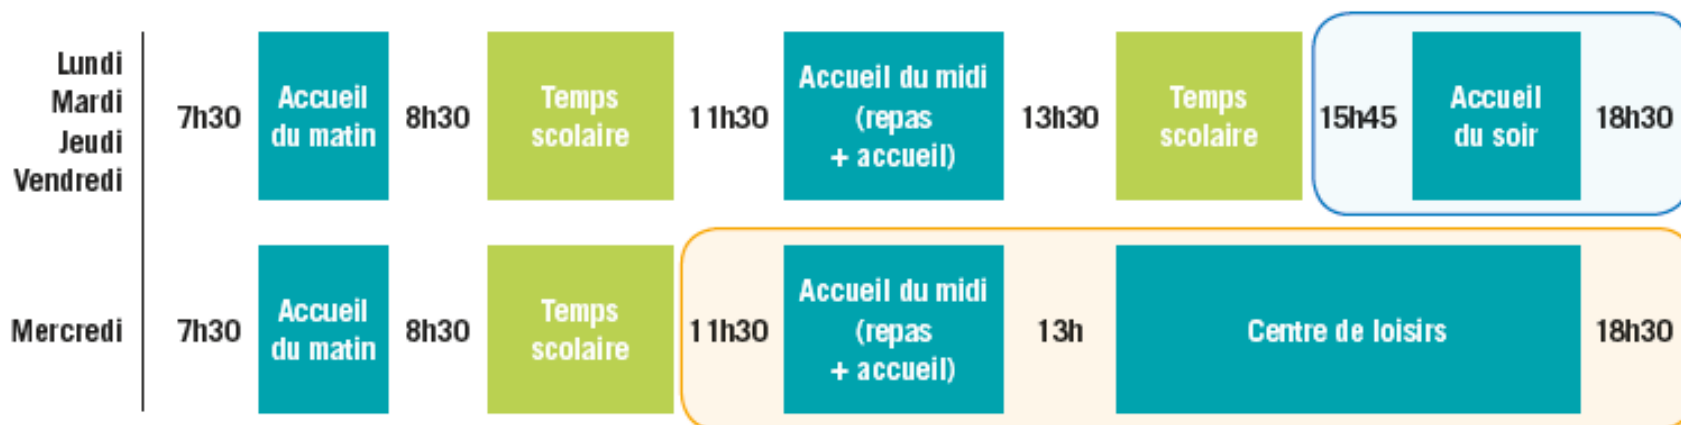 Lundi
Mardi
Jeudi
Vendredi
7h30
Accueil
du matin
8h30
Temps
scolaire
11h30
Accueil du midi
(repas
+ accueil)
13h30
Temps
scolaire
15h45
Accueil
du soir
18h30
Mercredi
7h30
Accueil
du matin
8h30
Temps
scolaire
11h30
Accueil du midi
(repas
+ accueil)
13h
Centre de loisirs
18h30